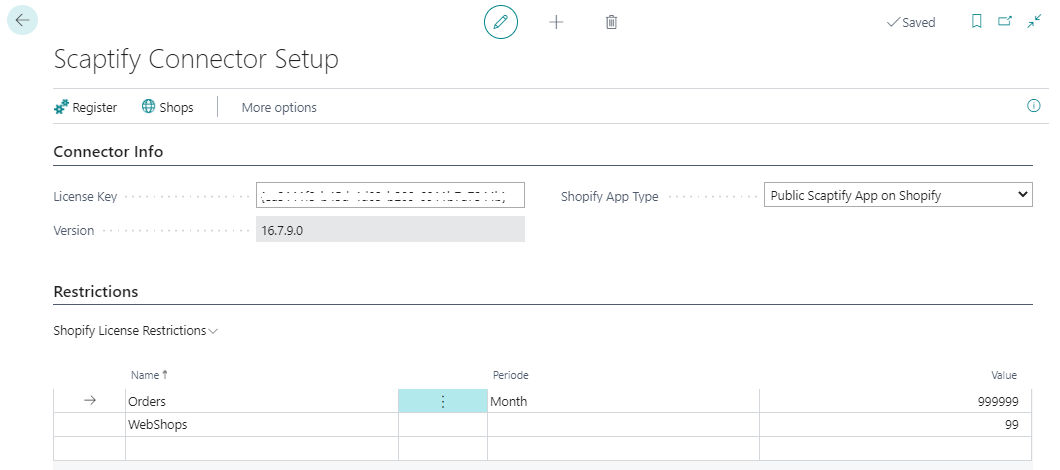 Saved
Scaptify Connector Setup
Register Shops More options
Connector Info
License Key Shopify App Type Public Scaptify App on Shopify
Version 16.7.9.0
Restrictions
Shopify License Restrictions
Name ↑ Periode Value
Orders Month 999999
WebShops 99